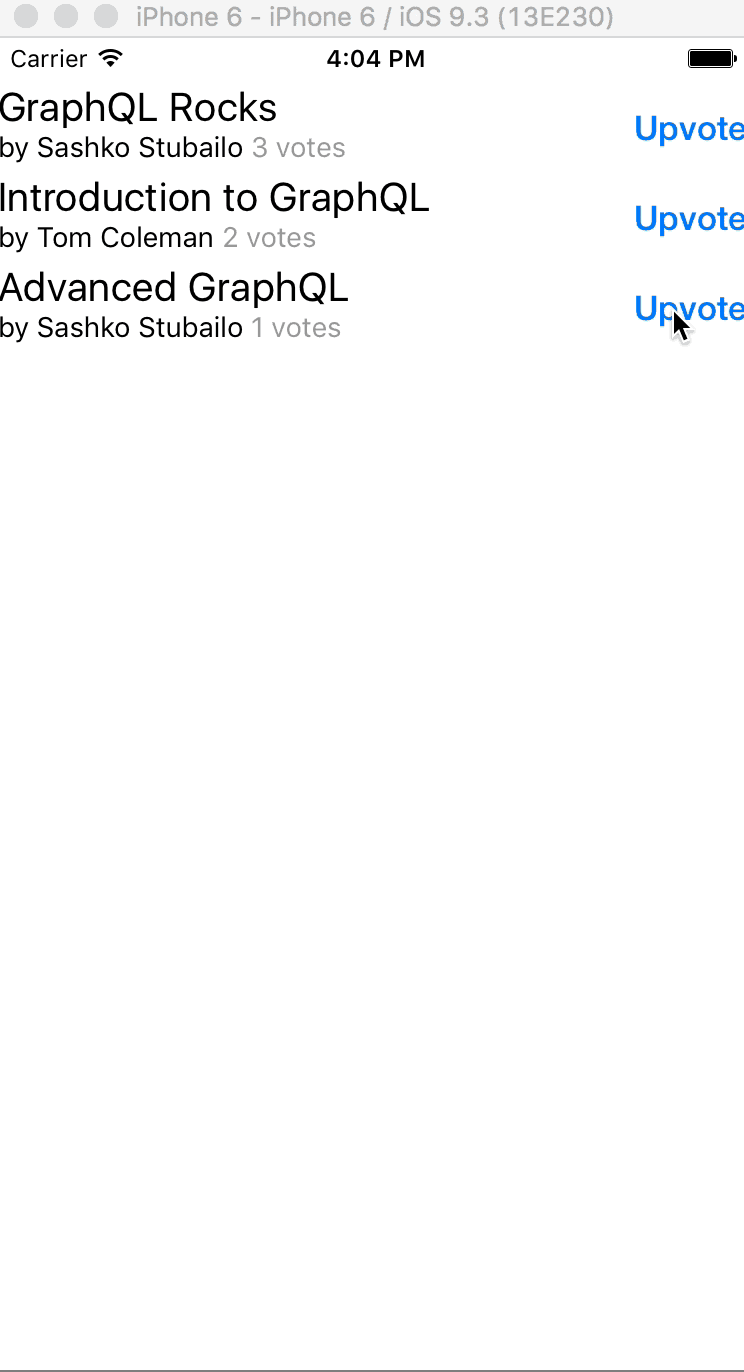 iPhone 6 - iPhone 6 / iOS 9.3 (13E230)
Carrier 4:04 PM
GraphQL Rocks
by Sashko Stubailo 3 votes
Upvote
Introduction to GraphQL
by Tom Coleman 2 votes
Upvote
Advanced GraphQL
by Sashko Stubailo 1 votes
Upvote